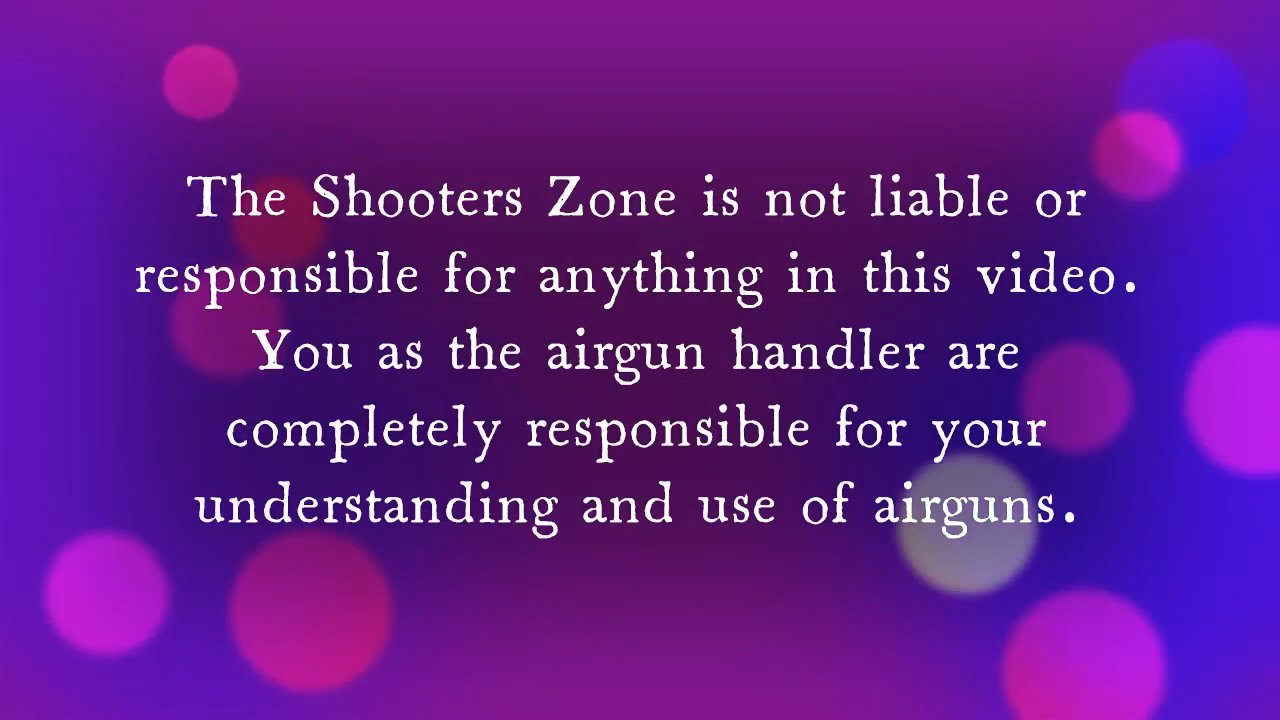 The Shooters Zone is not liable or
responsible for anything in this video.
You as the airgun handler are
completely responsible for your
understanding and use of airguns.